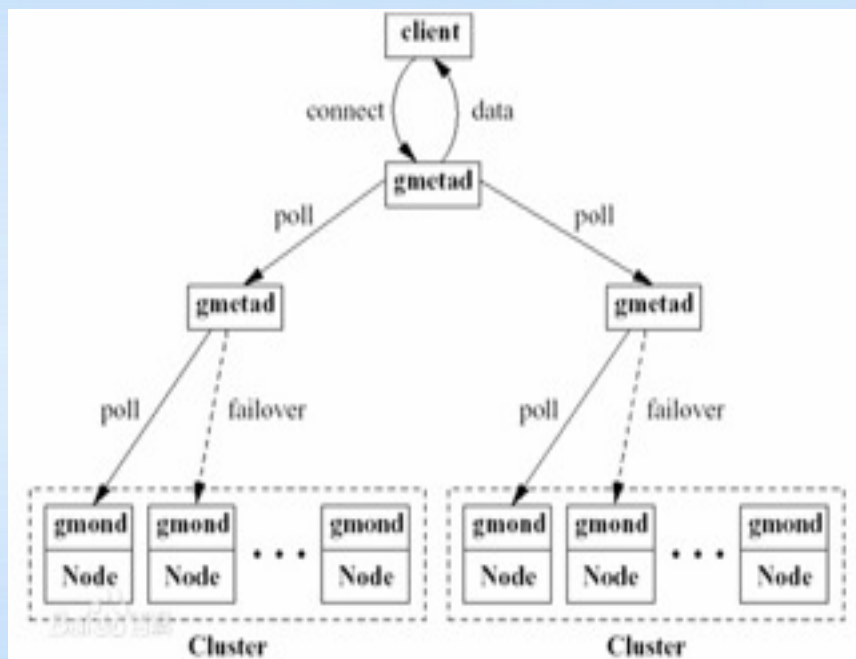 client
connect
data
gmetad
poll
poll
gmetad
gmetad
poll
failover
poll
failover
gmond
gmond
gmond
gmond
gmond
gmond
Node
Node
Node
Node
Node
Node
Cluster
Cluster